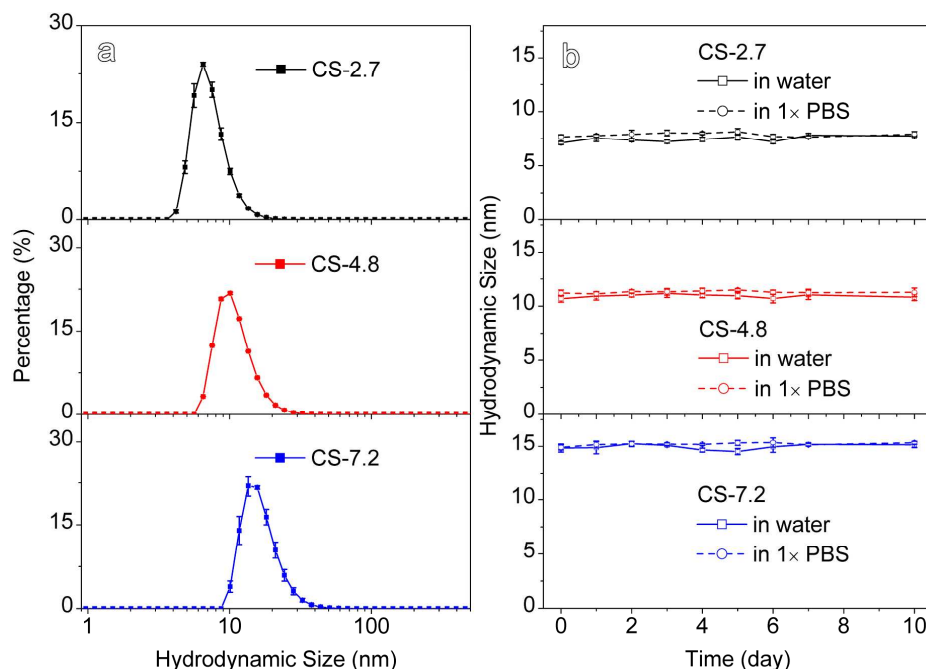 a
30
15
0
CS-2.7
30
15
0
CS-4.8
30
15
0
CS-7.2
1
10
100
Percentage (%)
Hydrodynamic Size (nm)
b
15
10
5
0
CS-2.7
in water
in 1× PBS
15
10
5
0
CS-4.8
in water
in 1× PBS
15
10
5
0
CS-7.2
in water
in 1× PBS
0 2 4 6 8 10
Hydrodynamic Size (nm)
Time (day)